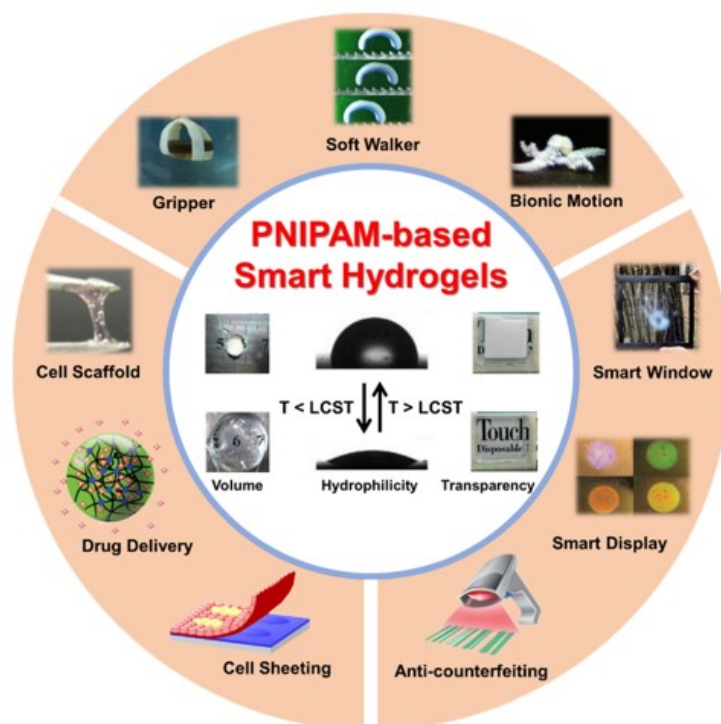 Soft Walker
Gripper
Bionic Motion
PNIPAM-based
Smart Hydrogels
Cell Scaffold
Smart Window
T < LCST
T > LCST
Touch
Disposable
Volume
Hydrophilicity
Transparency
Drug Delivery
Smart Display
Cell Sheeting
Anti-counterfeiting